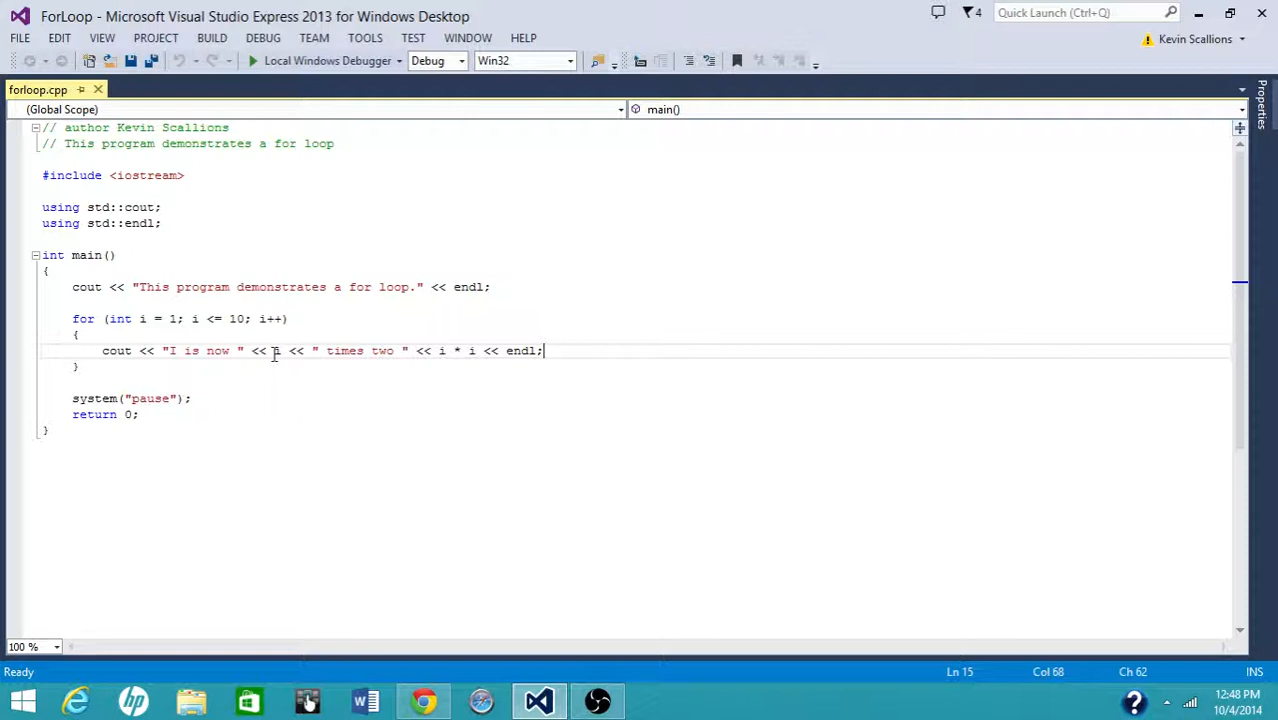 ForLoop - Microsoft Visual Studio Express 2013 for Windows Desktop
4
Quick Launch (Ctrl+Q)
FILE EDIT VIEW PROJECT BUILD DEBUG TEAM TOOLS TEST WINDOW HELP
Kevin Scallions
Local Windows Debugger Debug Win32
forloop.cpp
(Global Scope) main()
Properties
// author Kevin Scallions
// This program demonstrates a for loop
#include <iostream>
using std::cout;
using std::endl;
int main()
{
cout << "This program demonstrates a for loop." << endl;
for (int i = 1; i <= 10; i++)
{
cout << "I is now " << i << " times two " << i * i << endl;
}
system("pause");
return 0;
}
100 %
Ready Ln 15 Col 68 Ch 62 INS
12:48 PM
10/4/2014